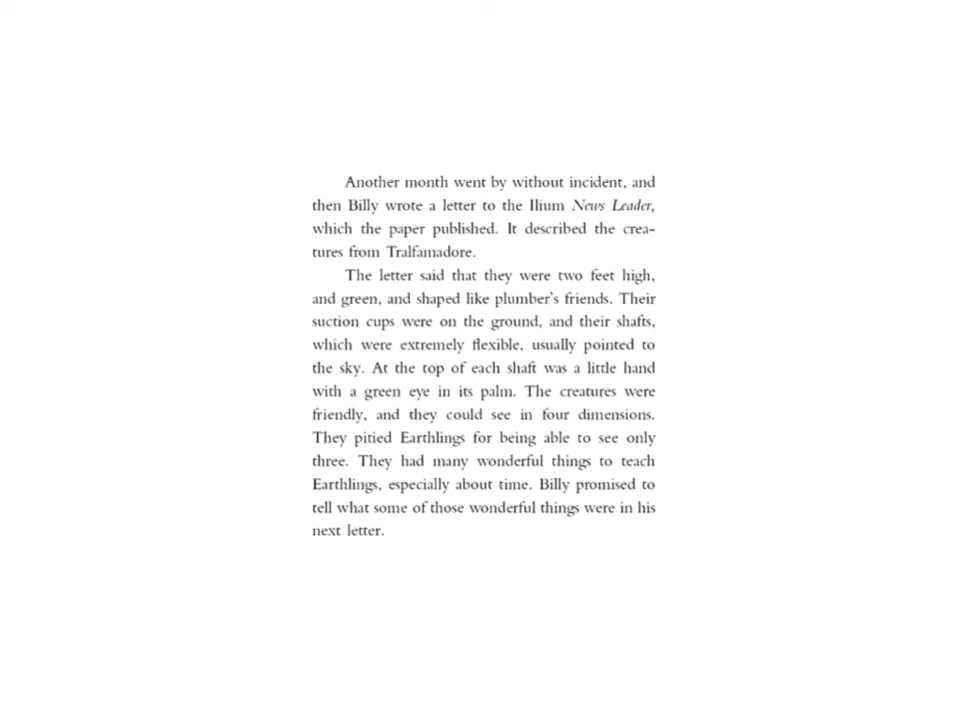 Another month went by without incident, and
then Billy wrote a letter to the Ilium News Leader,
which the paper published. It described the crea-
tures from Tralfamadore.
The letter said that they were two feet high,
and green, and shaped like plumber's friends. Their
suction cups were on the ground, and their shafts,
which were extremely flexible, usually pointed to
the sky. At the top of each shaft was a little hand
with a green eye in its palm. The creatures were
friendly, and they could see in four dimensions.
They pitied Earthlings for being able to see only
three. They had many wonderful things to teach
Earthlings, especially about time. Billy promised to
tell what some of those wonderful things were in his
next letter.